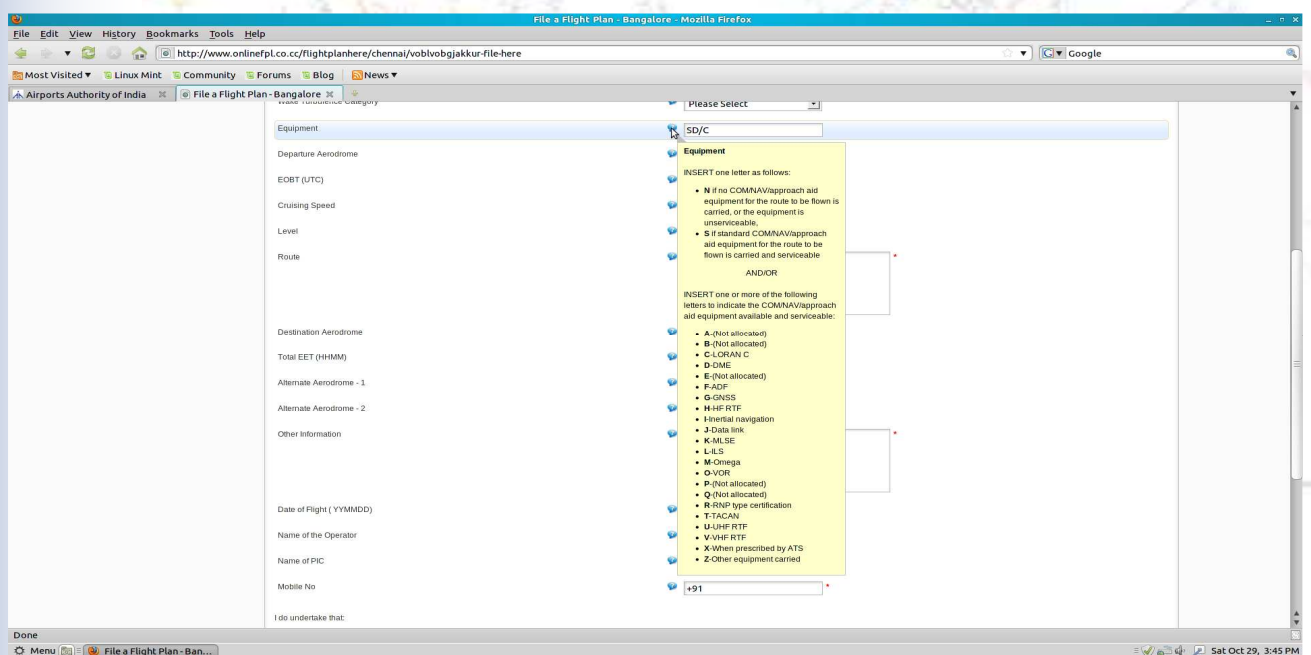 File a Flight Plan - Bangalore - Mozilla Firefox
File Edit View History Bookmarks Tools Help
http://www.onlinefpl.co.cc/flightplanhere/chennai/voblvobgjakkur-file-here
Google
Most Visited Linux Mint Community Forums Blog News
Airports Authority of India
File a Flight Plan - Bangalore
Wake Turbulence Category Please Select
Equipment SD/C
Departure Aerodrome
EOBT (UTC)
Cruising Speed
Level
Route *
Destination Aerodrome
Total EET (HHMM)
Alternate Aerodrome - 1
Alternate Aerodrome - 2
Other Information *
Date of Flight ( YYMMDD)
Name of the Operator
Name of PIC
Mobile No +91 *
I do undertake that:
Equipment
INSERT one letter as follows:
• N if no COM/NAV/approach aid
equipment for the route to be flown is
carried, or the equipment is
unserviceable,
• S if standard COM/NAV/approach
aid equipment for the route to be
flown is carried and serviceable
AND/OR
INSERT one or more of the following
letters to indicate the COM/NAV/approach
aid equipment available and serviceable:
• A-(Not allocated)
• B-(Not allocated)
• C-LORAN C
• D-DME
• E-(Not allocated)
• F-ADF
• G-GNSS
• H-HF RTF
• I-Inertial navigation
• J-Data link
• K-MLSE
• L-ILS
• M-Omega
• O-VOR
• P-(Not allocated)
• Q-(Not allocated)
• R-RNP type certification
• T-TACAN
• U-UHF RTF
• V-VHF RTF
• X-When prescribed by ATS
• Z-Other equipment carried
Done
Menu File a Flight Plan - Ban... Sat Oct 29, 3:45 PM